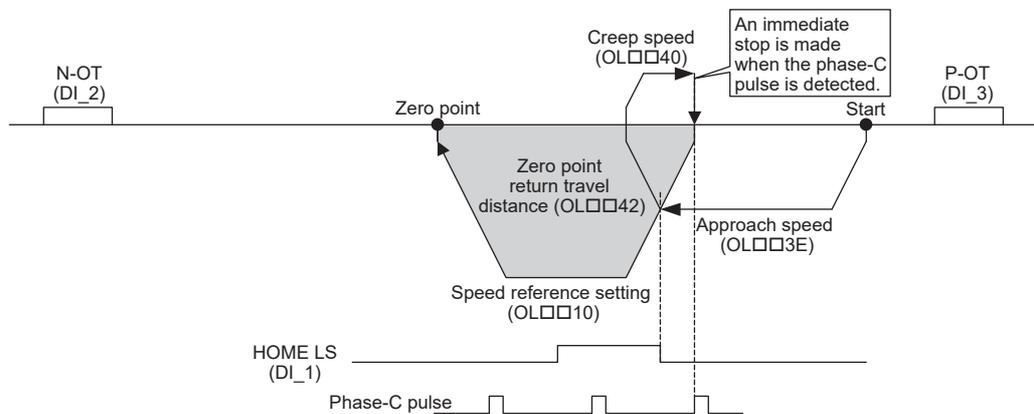 An immediate
stop is made
when the phase-C
pulse is detected.
Creep speed
(OL□□40)
N-OT
(DI_2)
P-OT
(DI_3)
Zero point
Start
Zero point
return travel
distance (OL□□42)
Approach speed
(OL□□3E)
Speed reference setting
(OL□□10)
HOME LS
(DI_1)
Phase-C pulse